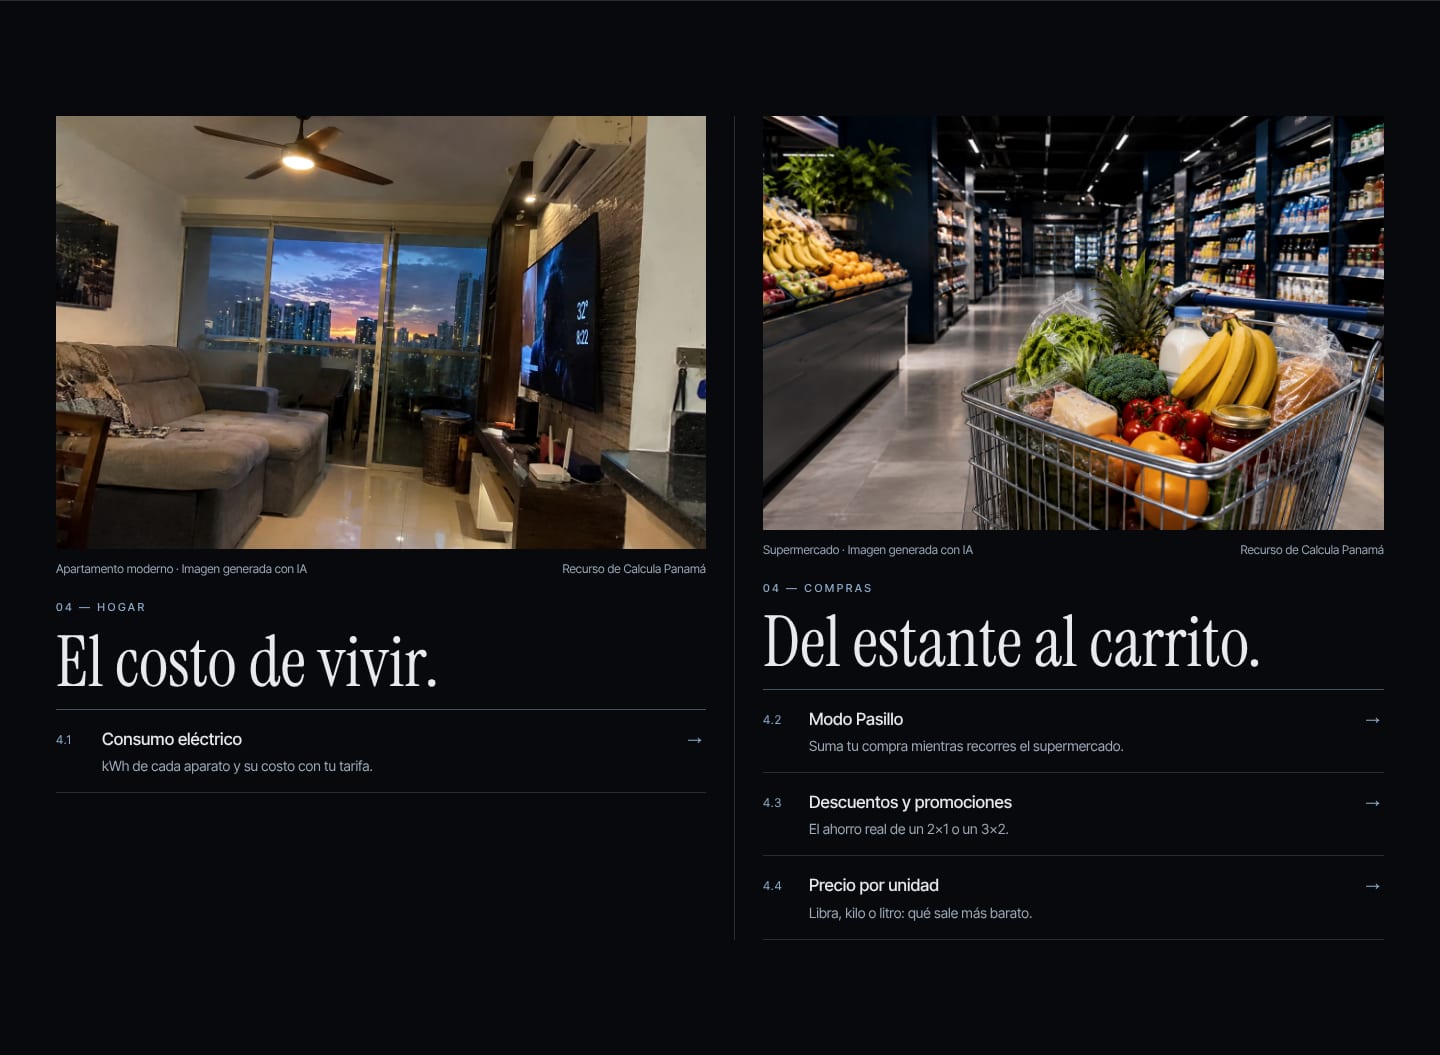 32°
8:22
Apartamento moderno · Imagen generada con IA
Recurso de Calcula Panamá
04 — HOGAR
El costo de vivir.
4.1 Consumo eléctrico →
kWh de cada aparato y su costo con tu tarifa.
Supermercado · Imagen generada con IA
Recurso de Calcula Panamá
04 — COMPRAS
Del estante al carrito.
4.2 Modo Pasillo →
Suma tu compra mientras recorres el supermercado.
4.3 Descuentos y promociones →
El ahorro real de un 2×1 o un 3×2.
4.4 Precio por unidad →
Libra, kilo o litro: qué sale más barato.